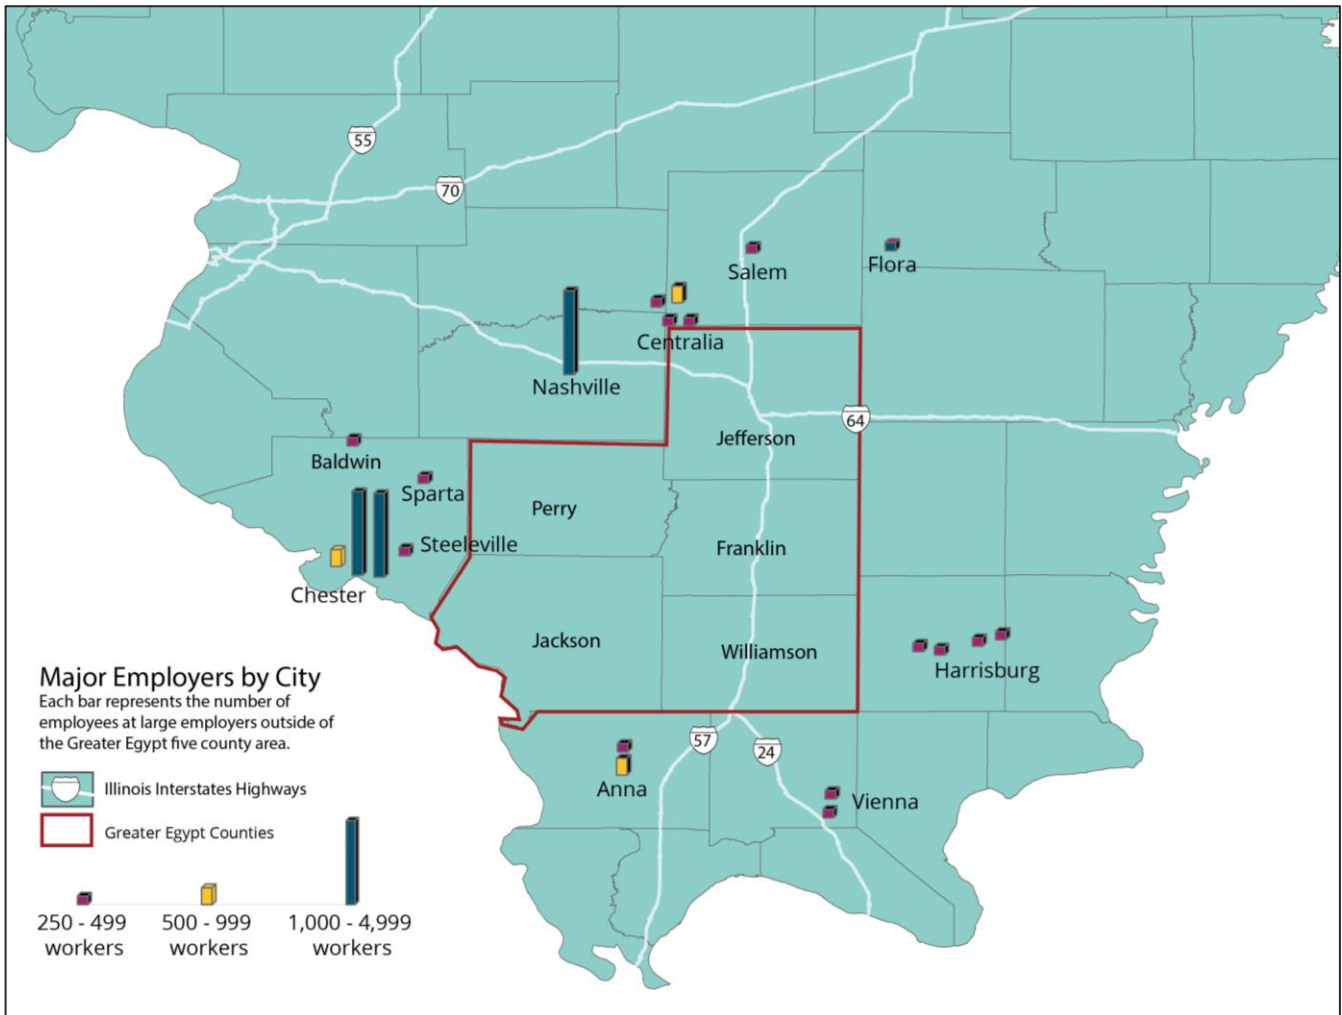 55
70
Salem
Flora
Centralia
Nashville
64
Jefferson
Baldwin
Sparta
Perry
Steeleville
Franklin
Chester
Jackson
Williamson
Harrisburg
Major Employers by City
Each bar represents the number of
employees at large employers outside of
the Greater Egypt five county area.
57
24
Anna
Vienna
Illinois Interstates Highways
Greater Egypt Counties
250 - 499
workers
500 - 999
workers
1,000 - 4,999
workers